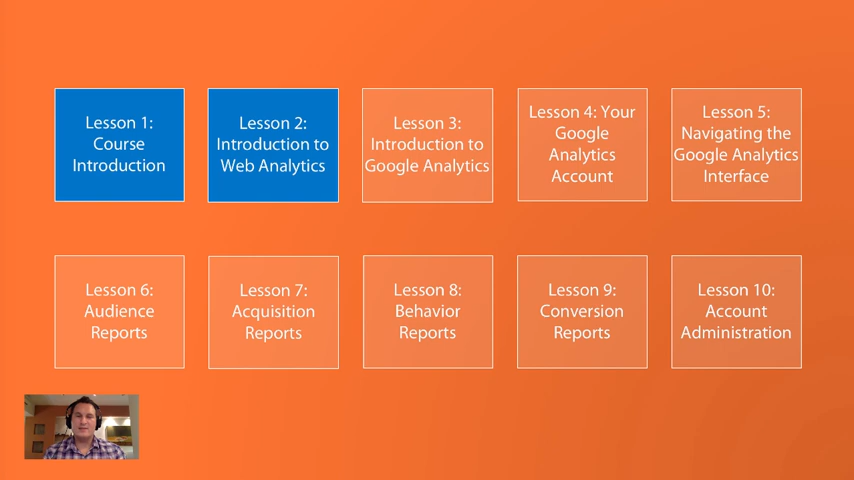 Lesson 1:
Course
Introduction
Lesson 2:
Introduction to
Web Analytics
Lesson 3:
Introduction to
Google Analytics
Lesson 4: Your
Google
Analytics
Account
Lesson 5:
Navigating the
Google Analytics
Interface
Lesson 6:
Audience
Reports
Lesson 7:
Acquisition
Reports
Lesson 8:
Behavior
Reports
Lesson 9:
Conversion
Reports
Lesson 10:
Account
Administration